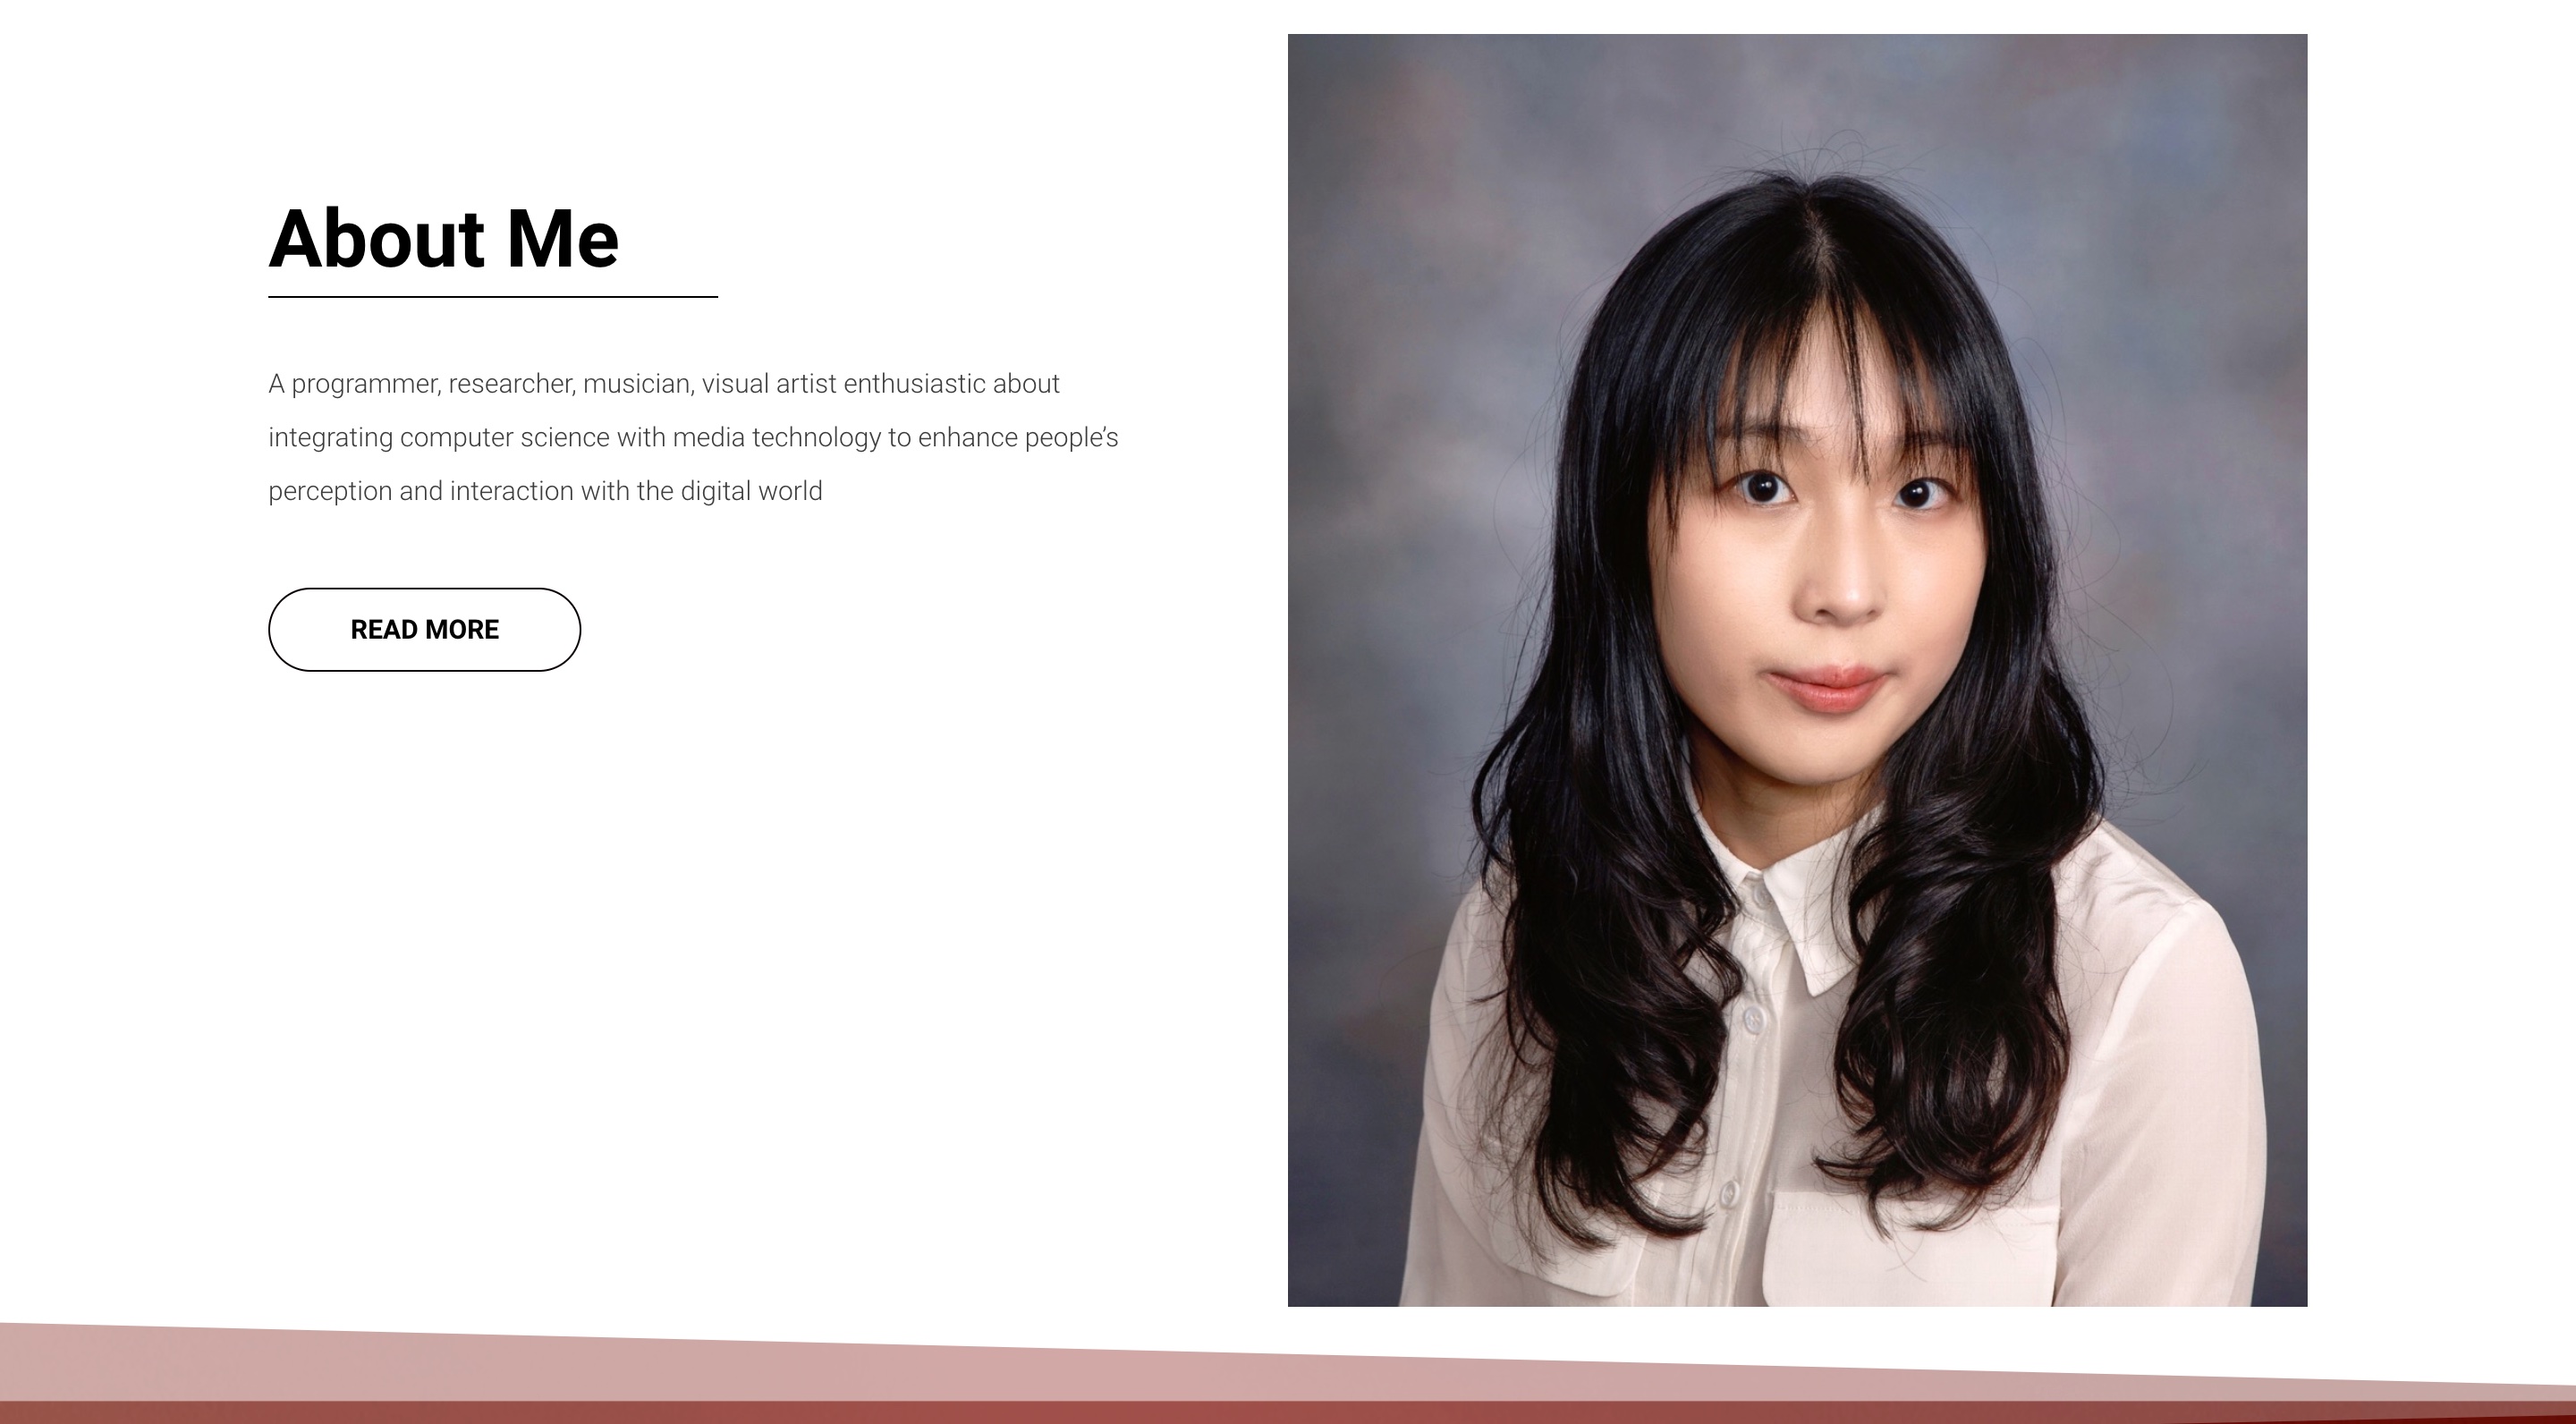 About Me
A programmer, researcher, musician, visual artist enthusiastic about
integrating computer science with media technology to enhance people’s
perception and interaction with the digital world
READ MORE